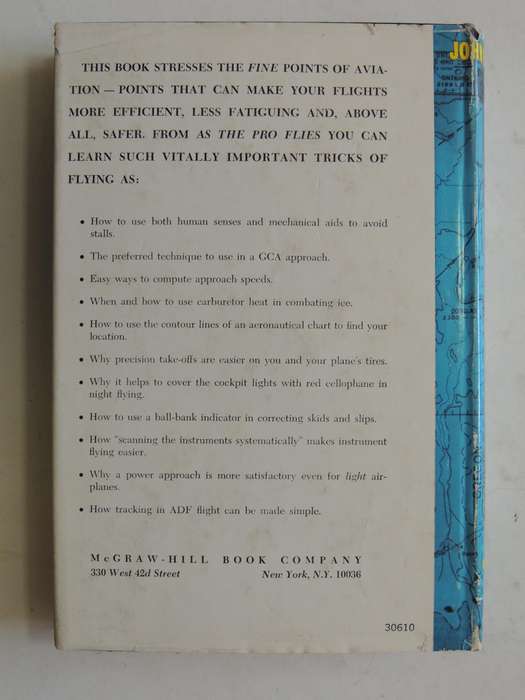 THIS BOOK STRESSES THE FINE POINTS OF AVIA-
TION — POINTS THAT CAN MAKE YOUR FLIGHTS
MORE EFFICIENT, LESS FATIGUING AND, ABOVE
ALL, SAFER. FROM AS THE PRO FLIES YOU CAN
LEARN SUCH VITALLY IMPORTANT TRICKS OF
FLYING AS:
• How to use both human senses and mechanical aids to avoid
stalls.
• The preferred technique to use in a GCA approach.
• Easy ways to compute approach speeds.
• When and how to use carburetor heat in combating ice.
• How to use the contour lines of an aeronautical chart to find your
location.
• Why precision take-offs are easier on you and your plane's tires.
• Why it helps to cover the cockpit lights with red cellophane in
night flying.
• How to use a ball-bank indicator in correcting skids and slips.
• How "scanning the instruments systematically" makes instrument
flying easier.
• Why a power approach is more satisfactory even for light air-
planes.
• How tracking in ADF flight can be made simple.
McGRAW-HILL BOOK COMPANY
330 West 42d Street New York, N.Y. 10036
30610
JOH
OREGON